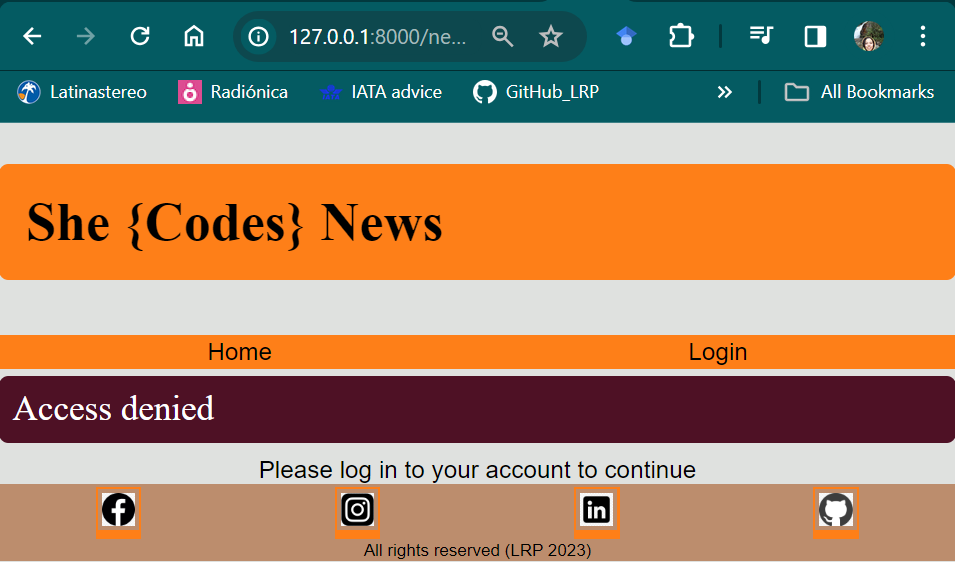 127.0.0.1:8000/ne...
Latinastereo Radiónica IATA advice GitHub_LRP All Bookmarks
She {Codes} News
Home Login
Access denied
Please log in to your account to continue
All rights reserved (LRP 2023)